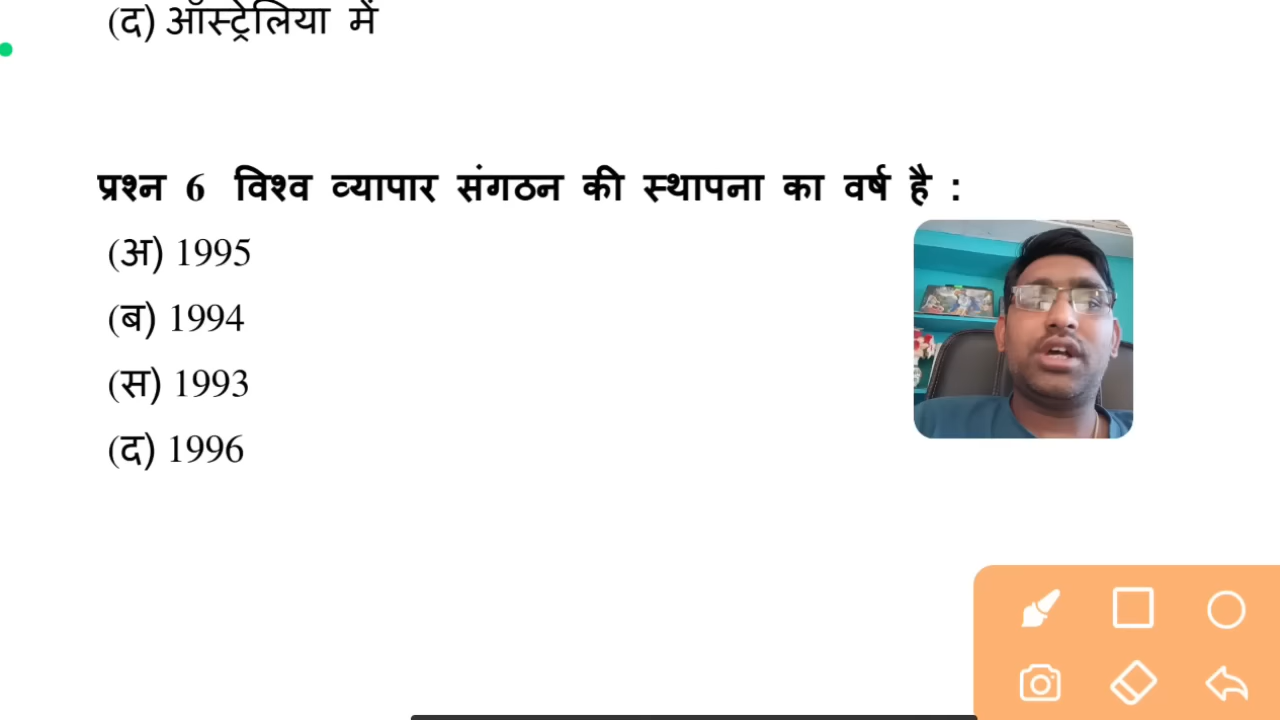 (द) ऑस्ट्रेलिया में
प्रश्न 6 विश्व व्यापार संगठन की स्थापना का वर्ष है :
(अ) 1995
(ब) 1994
(स) 1993
(द) 1996